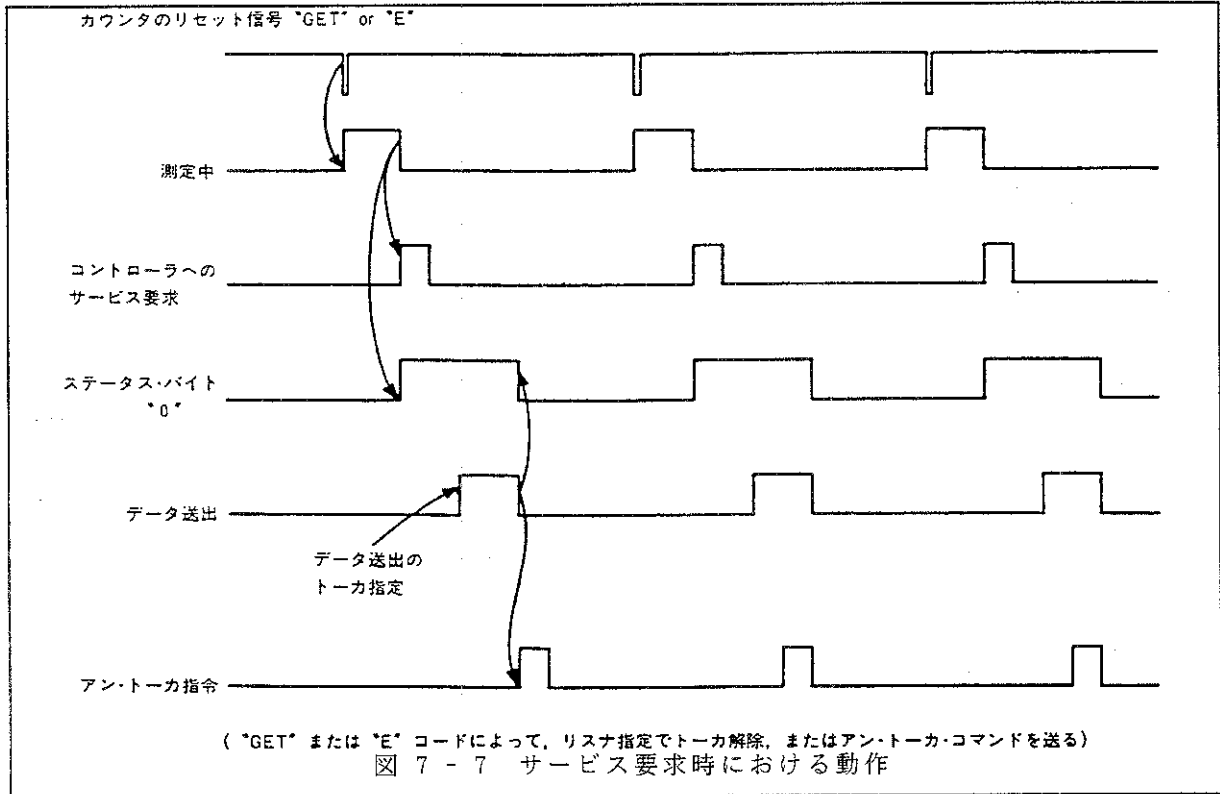 カウンタのリセット信号 "GET" or "E"
測定中
コントローラへの
サービス要求
ステータス・バイト
"0"
データ送出
データ送出の
トーカ指定
アン・トーカ指令
( "GET" または "E" コードによって, リスナ指定でトーカ解除, またはアン・トーカ・コマンドを送る)
図 7 - 7 サービス要求時における動作